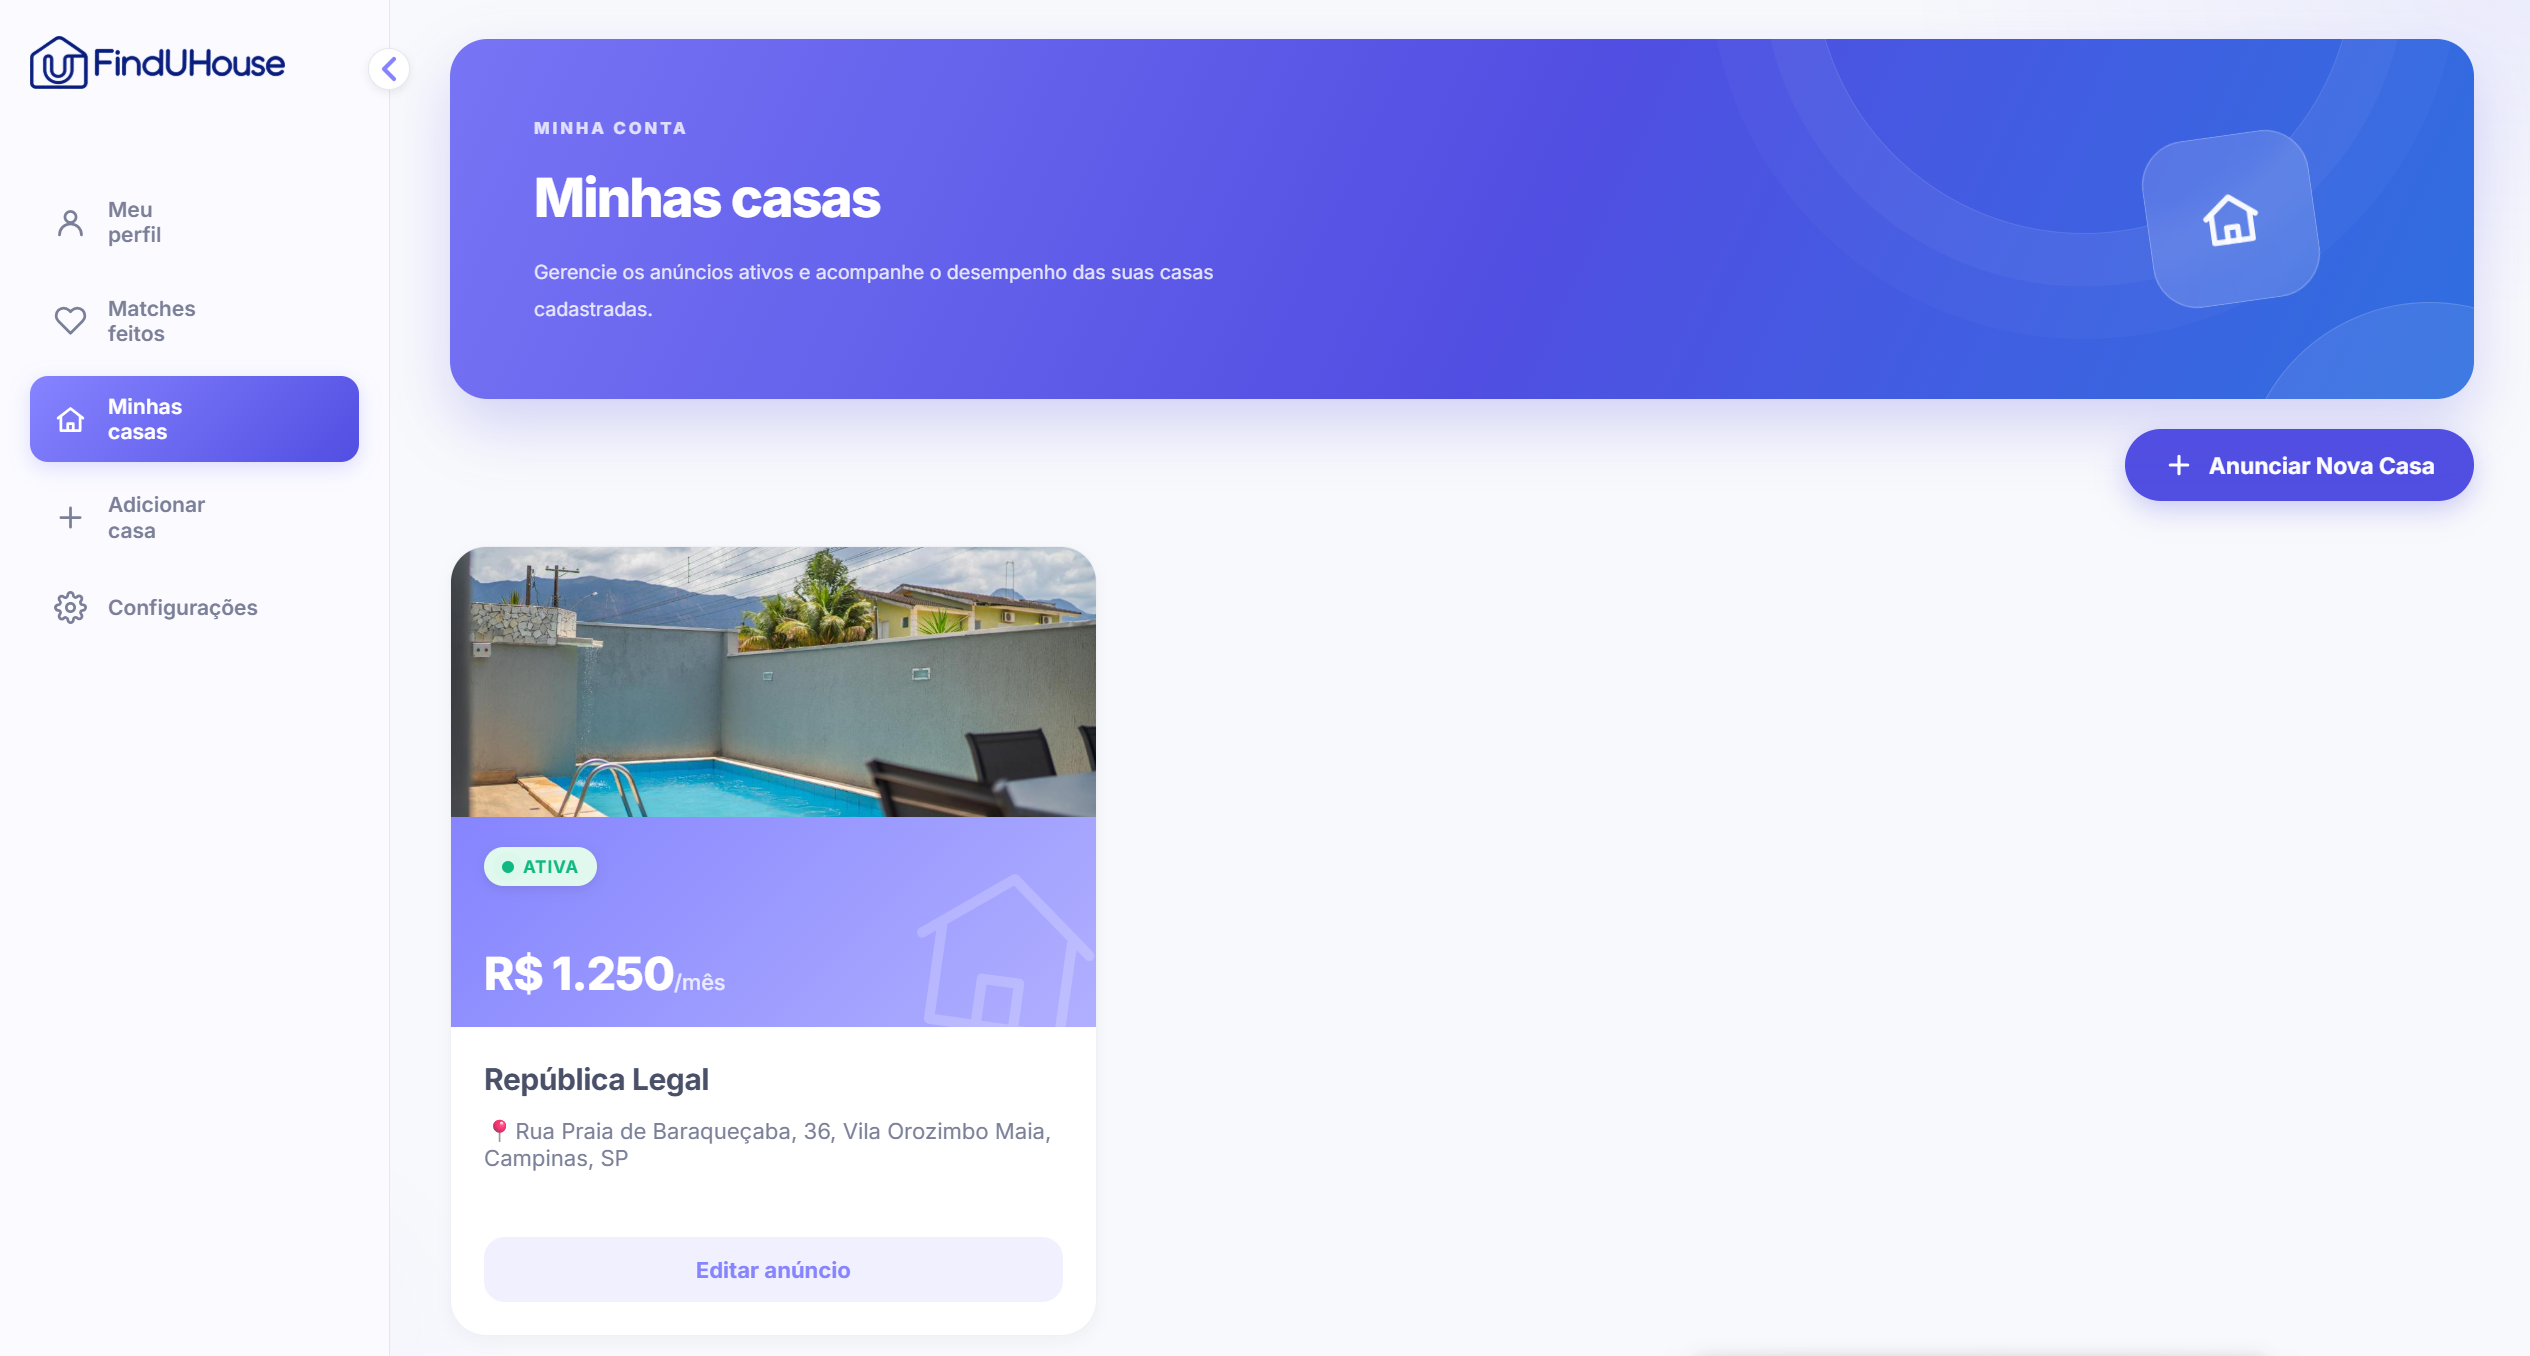 FindUHouse
Meu
perfil
Matches
feitos
Minhas
casas
Adicionar
casa
Configurações
MINHA CONTA
Minhas casas
Gerencie os anúncios ativos e acompanhe o desempenho das suas casas
cadastradas.
Anunciar Nova Casa
ATIVA
R$ 1.250/mês
República Legal
📍 Rua Praia de Baraqueçaba, 36, Vila Orozimbo Maia,
Campinas, SP
Editar anúncio